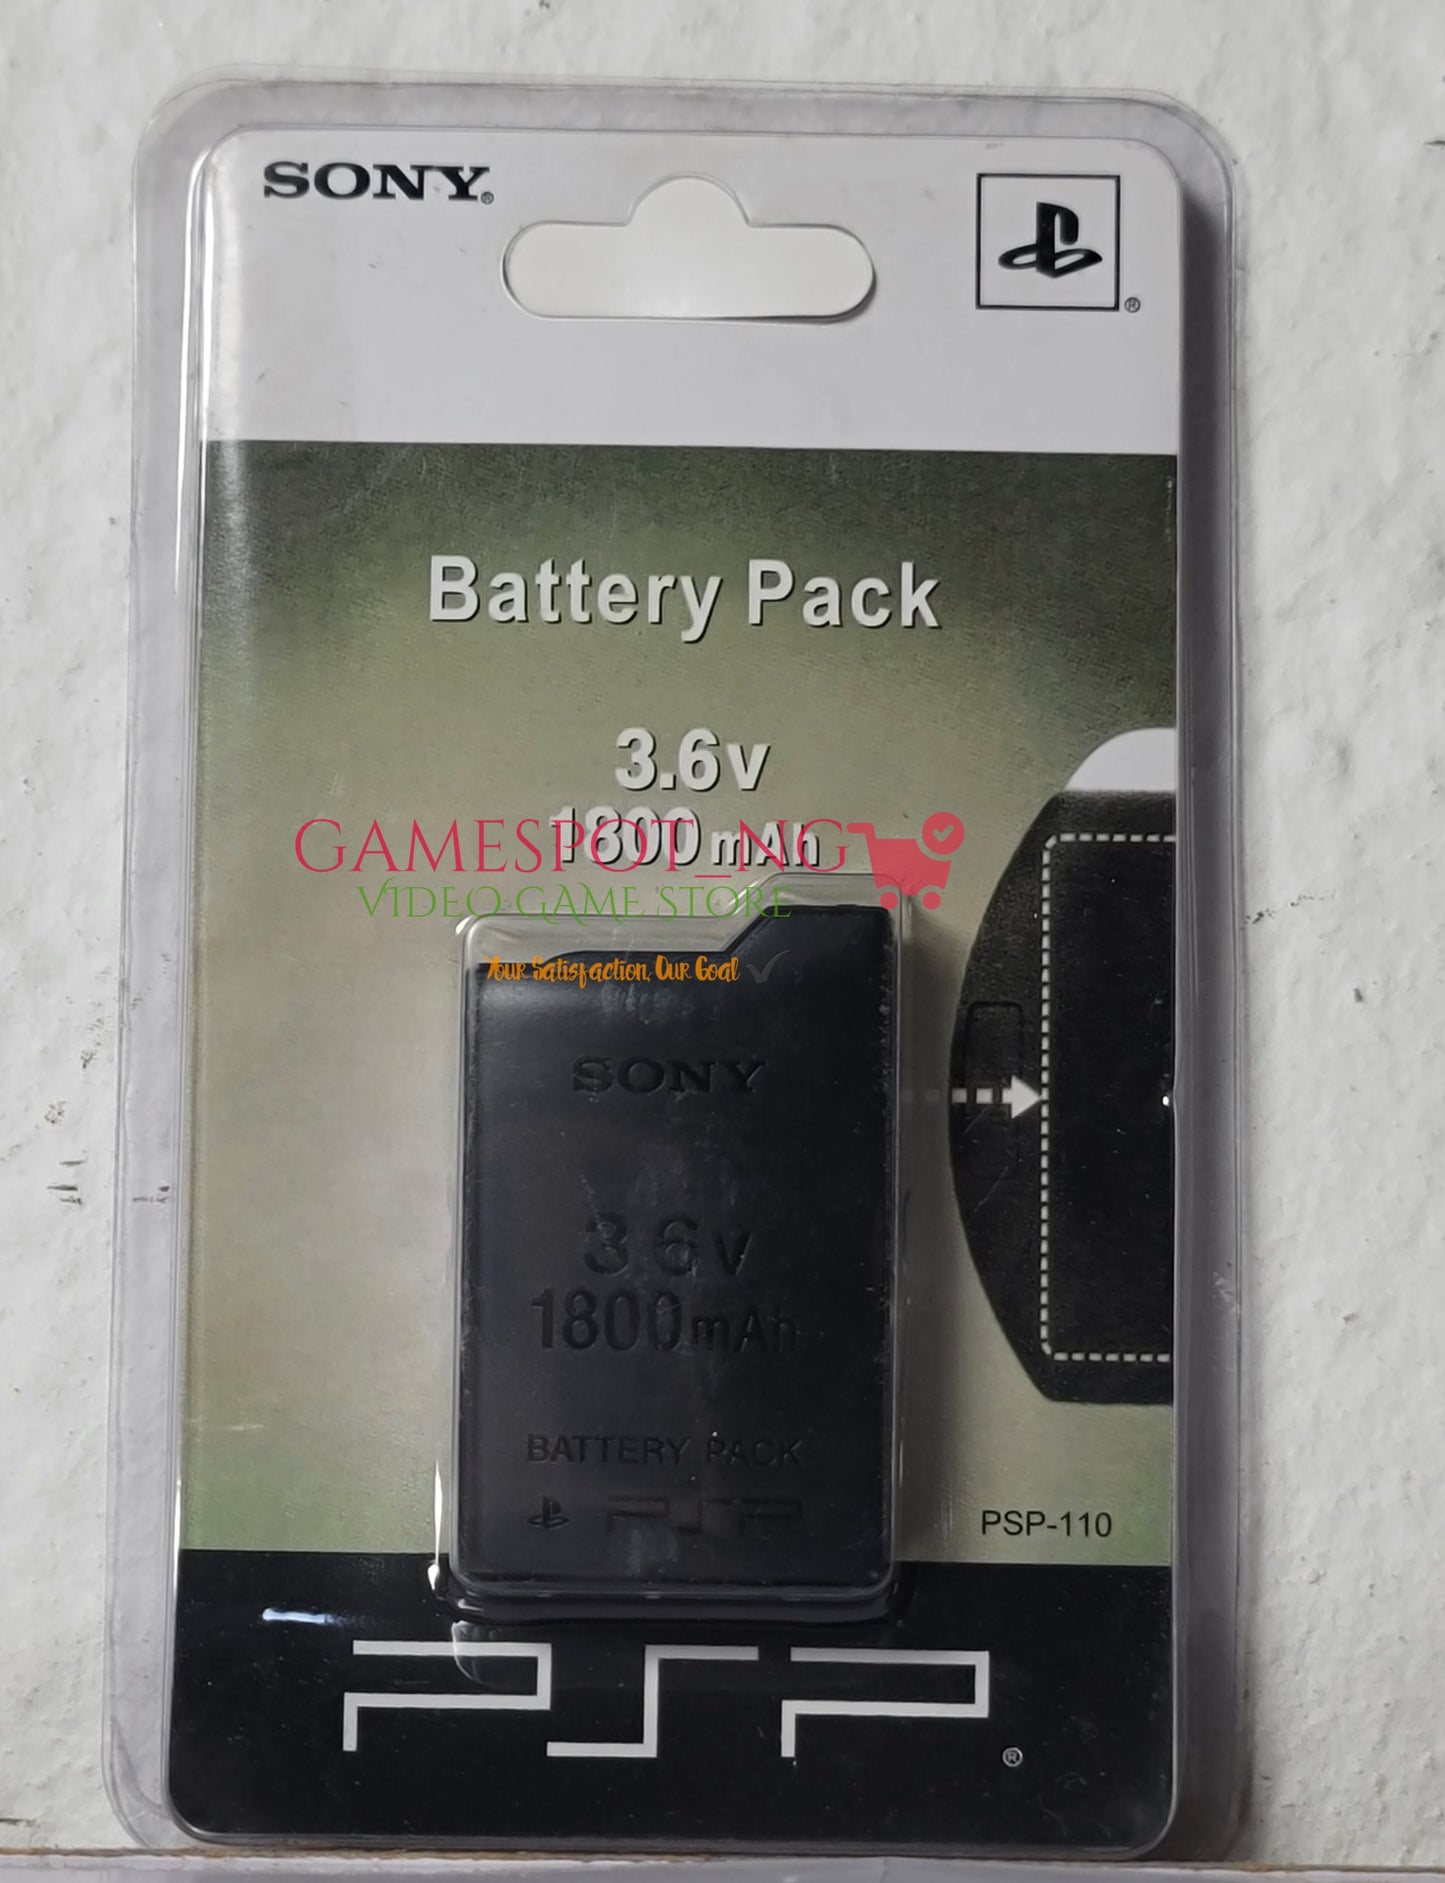 SONY®
®
Battery Pack
3.6v
1800mAh
GAMESPOT_NG
VIDEO GAME STORE
Your Satisfaction, Our Goal
SONY
3.6v
1800mAh
BATTERY PACK
PSP
PSP-110
PSP®